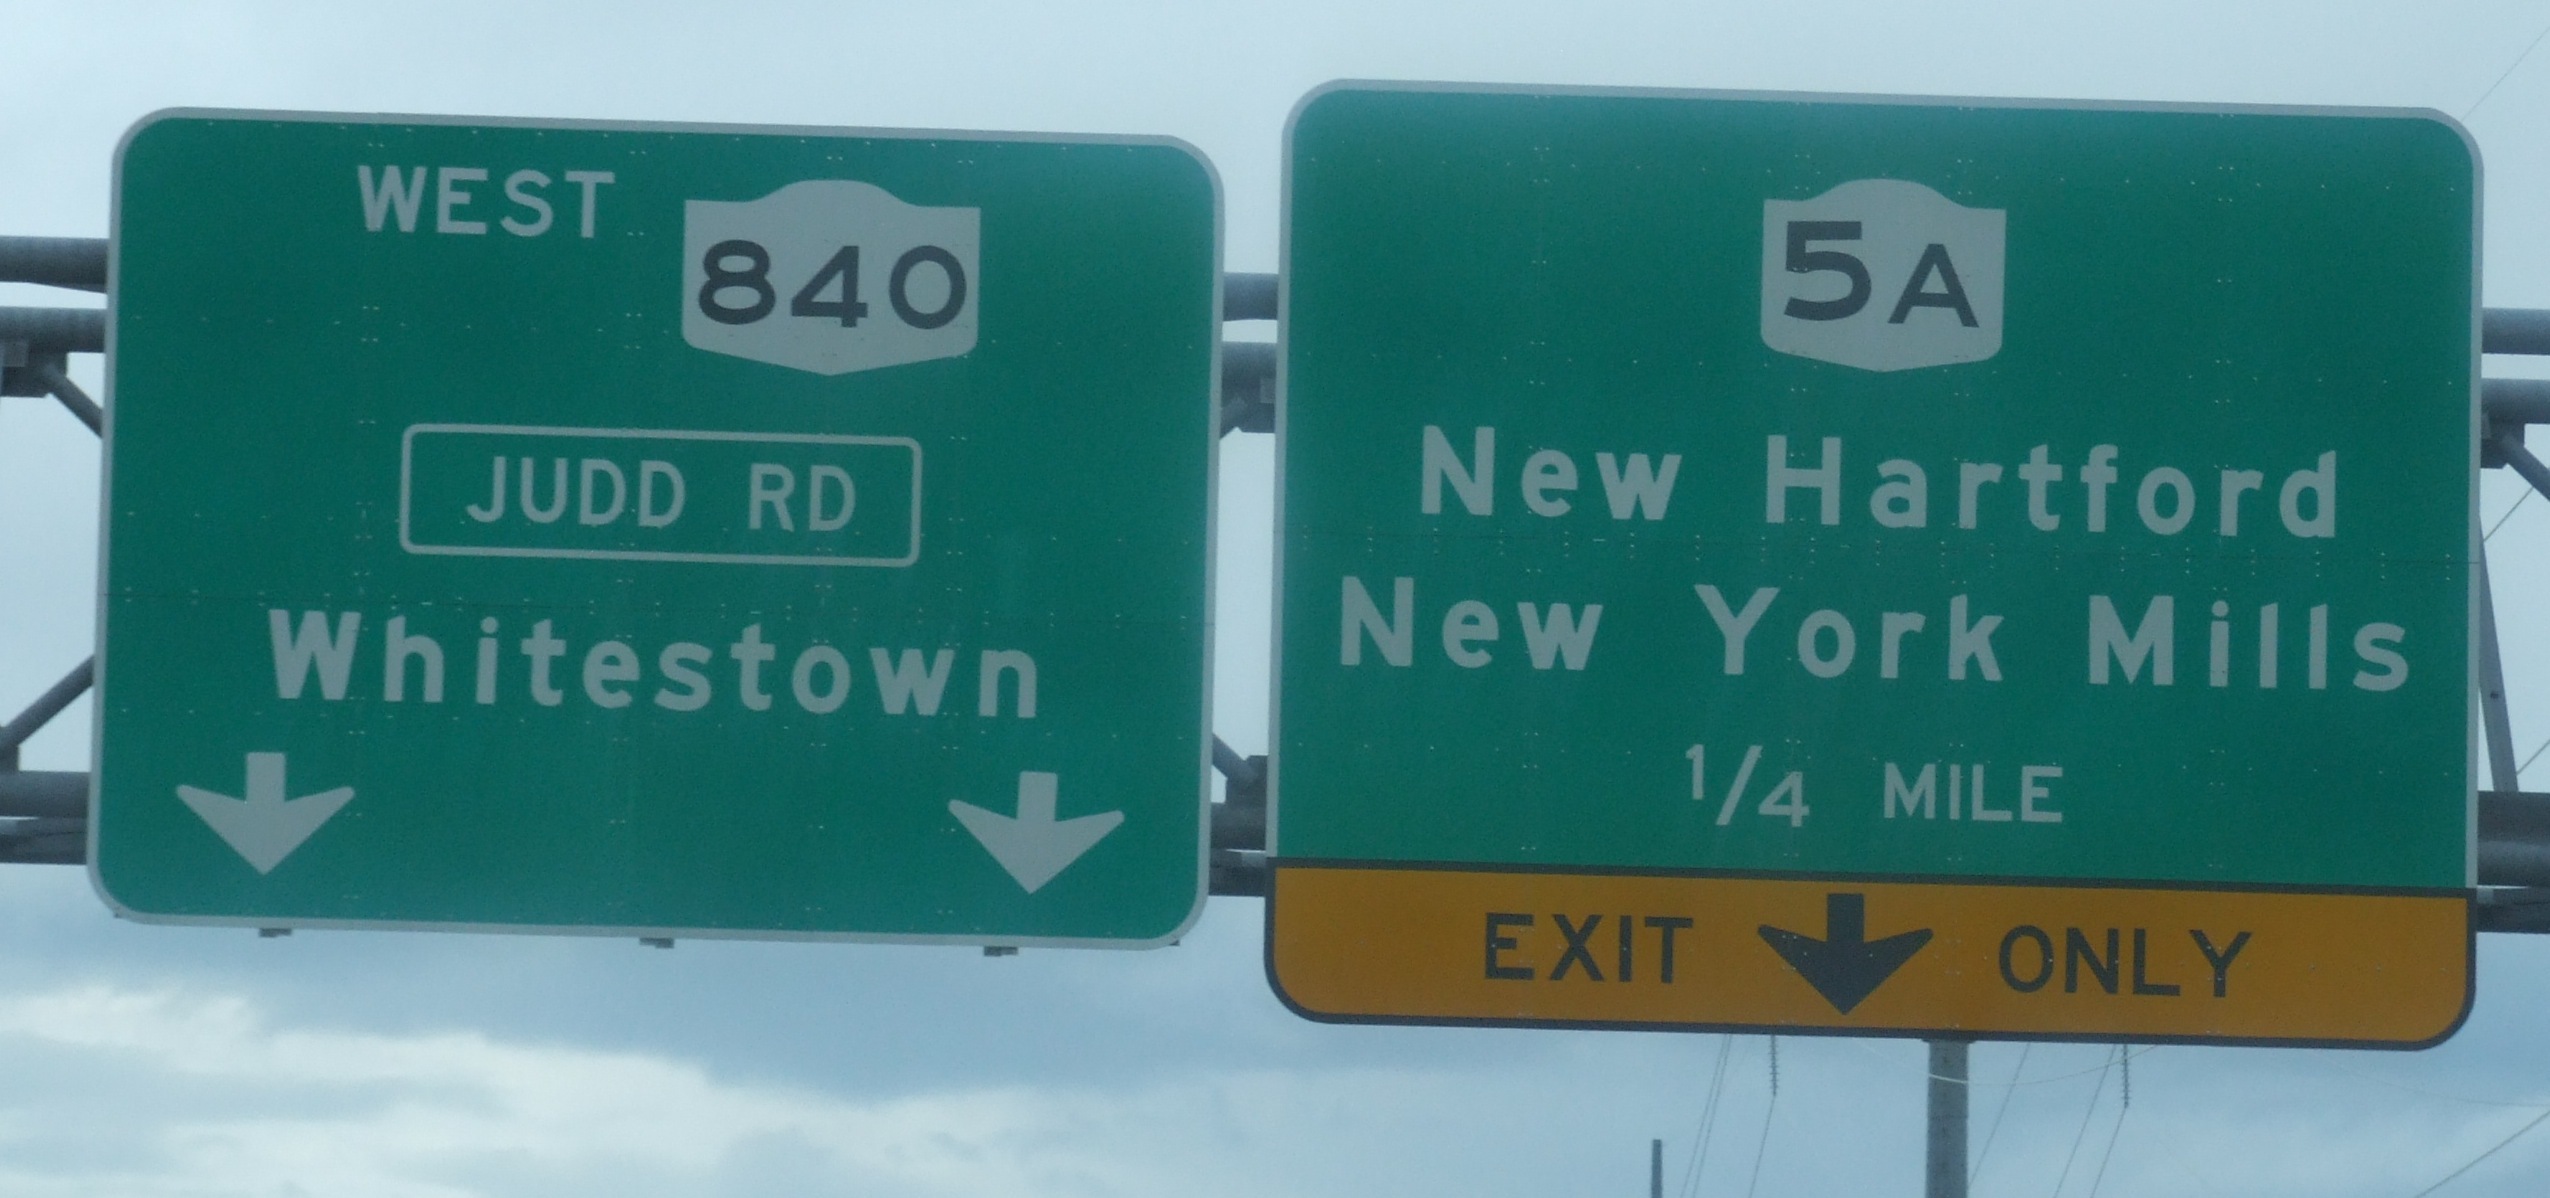 WEST 840
JUDD RD
Whitestown
5A
New Hartford
New York Mills
1/4 MILE
EXIT ONLY